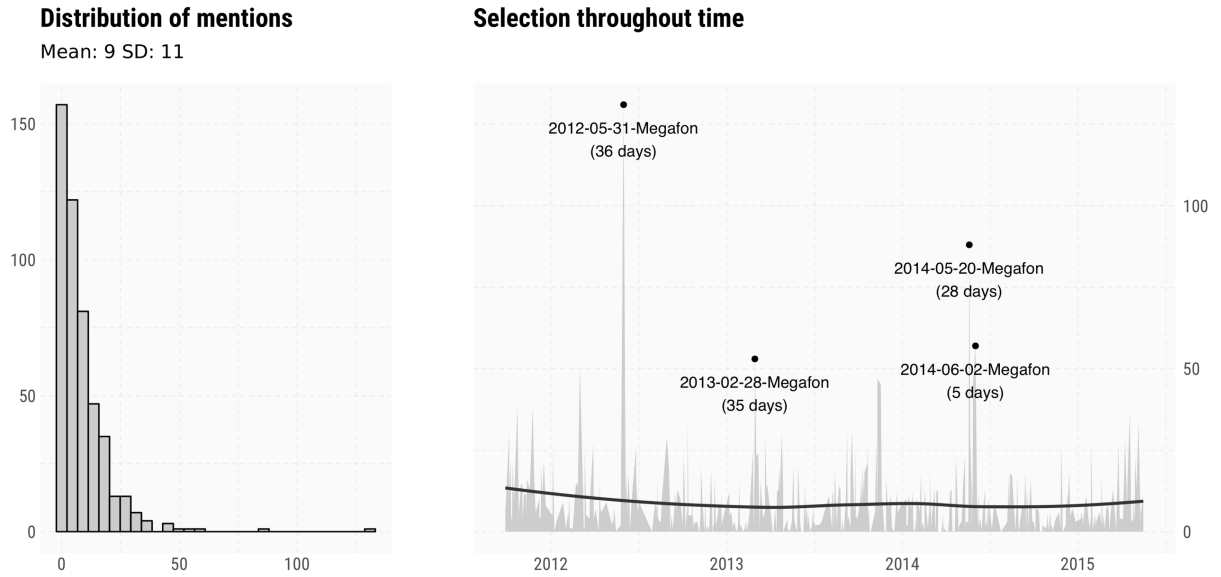 Distribution of mentions
Mean: 9 SD: 11
150
100
50
0
0
50
100
Selection throughout time
2012-05-31-Megafon
(36 days)
2014-05-20-Megafon
(28 days)
2013-02-28-Megafon
(35 days)
2014-06-02-Megafon
(5 days)
100
50
0
2012
2013
2014
2015